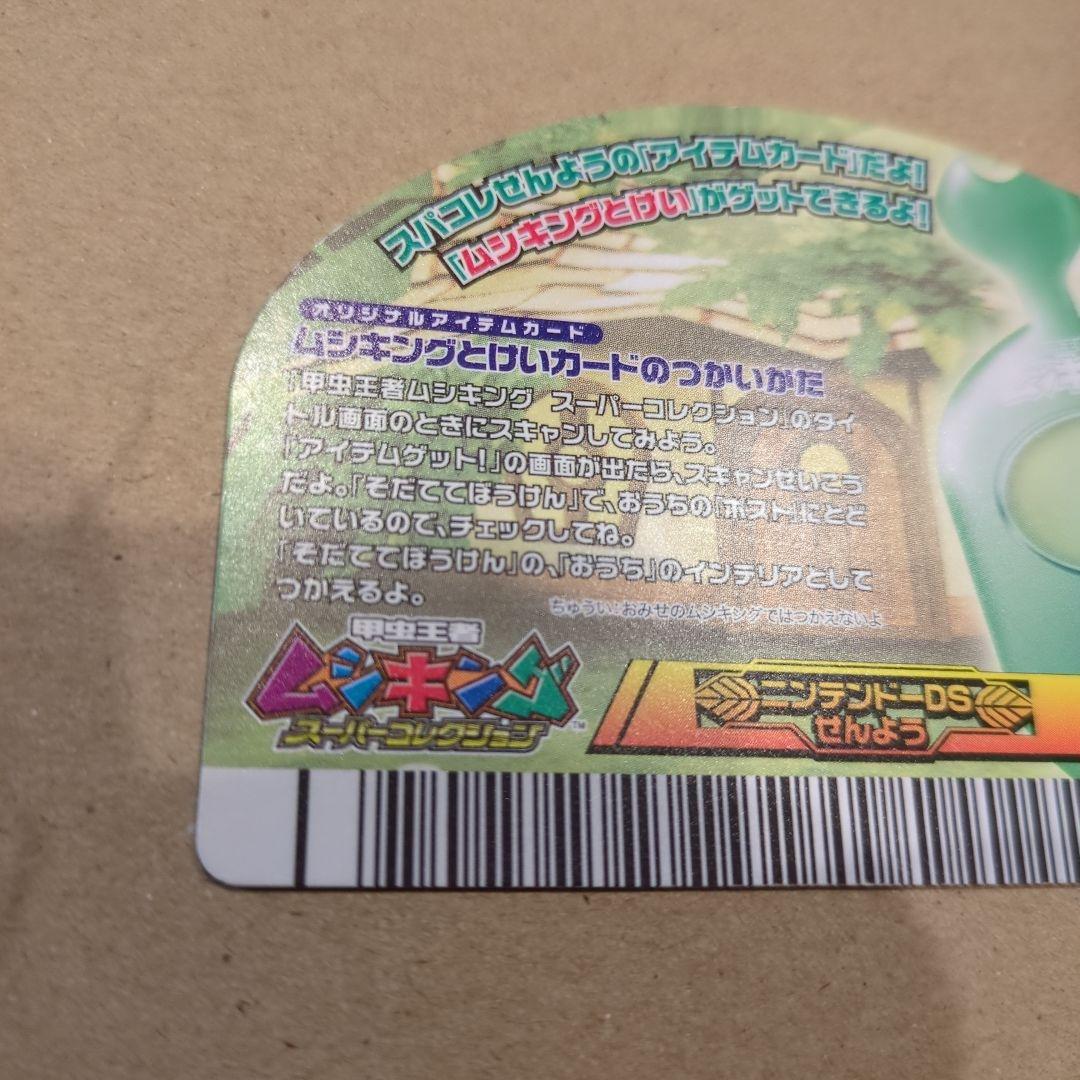 スパコレせんようの「アイテムカード」だよ！
「ムシキングとけい」がゲットできるよ！
オリジナルアイテムカード
ムシキングとけいカードのつかいかた
「甲虫王者ムシキング スーパーコレクション」のタイ
トル画面のときにスキャンしてみよう。
「アイテムゲット！」の画面が出たら、スキャンせいこう
だよ。「そだててぼうけん」で、おうちの「ポスト」にとど
いているので、チェックしてね。
「そだててぼうけん」の、「おうち」のインテリアとして
つかえるよ。
ちゅうい：おみせのムシキングではつかえないよ
甲虫王者
ムシキング
スーパーコレクション
TM
ニンテンドーDS
せんよう